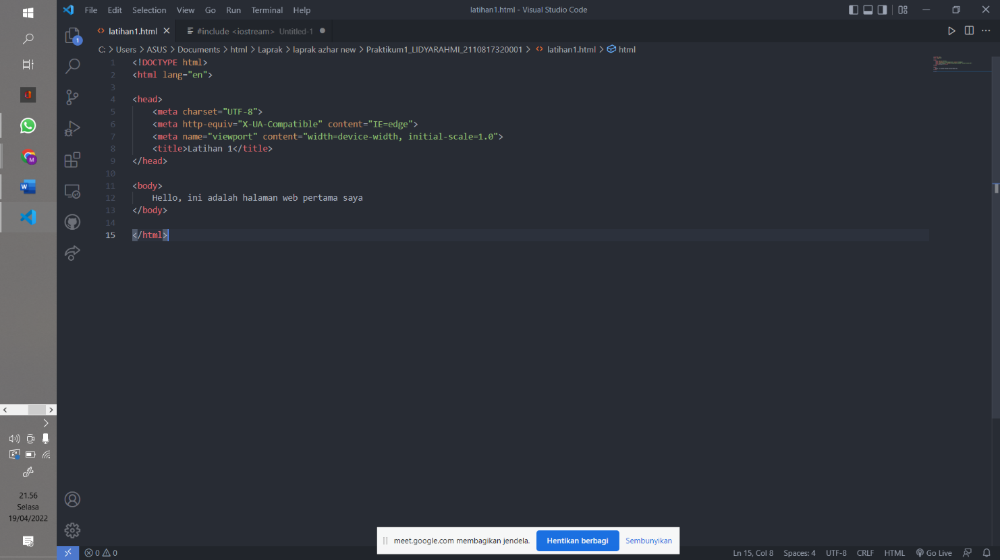 File Edit Selection View Go Run Terminal Help
latihan1.html - Visual Studio Code
latihan1.html
#include <iostream> Untitled-1
1
C: > Users > ASUS > Documents > html > Laprak > laprak azhar new > Praktikum1_LIDYARAHMI_2110817320001 > latihan1.html > html
1 <!DOCTYPE html>
2 <html lang="en">
3
4 <head>
5 <meta charset="UTF-8">
6 <meta http-equiv="X-UA-Compatible" content="IE=edge">
7 <meta name="viewport" content="width=device-width, initial-scale=1.0">
8 <title>Latihan 1</title>
9 </head>
10
11 <body>
12 Hello, ini adalah halaman web pertama saya
13 </body>
14
15 </html>
21.56
Selasa
19/04/2022
meet.google.com membagikan jendela. Hentikan berbagi Sembunyikan
0 0 Ln 15, Col 8 Spaces: 4 UTF-8 CRLF HTML Go Live